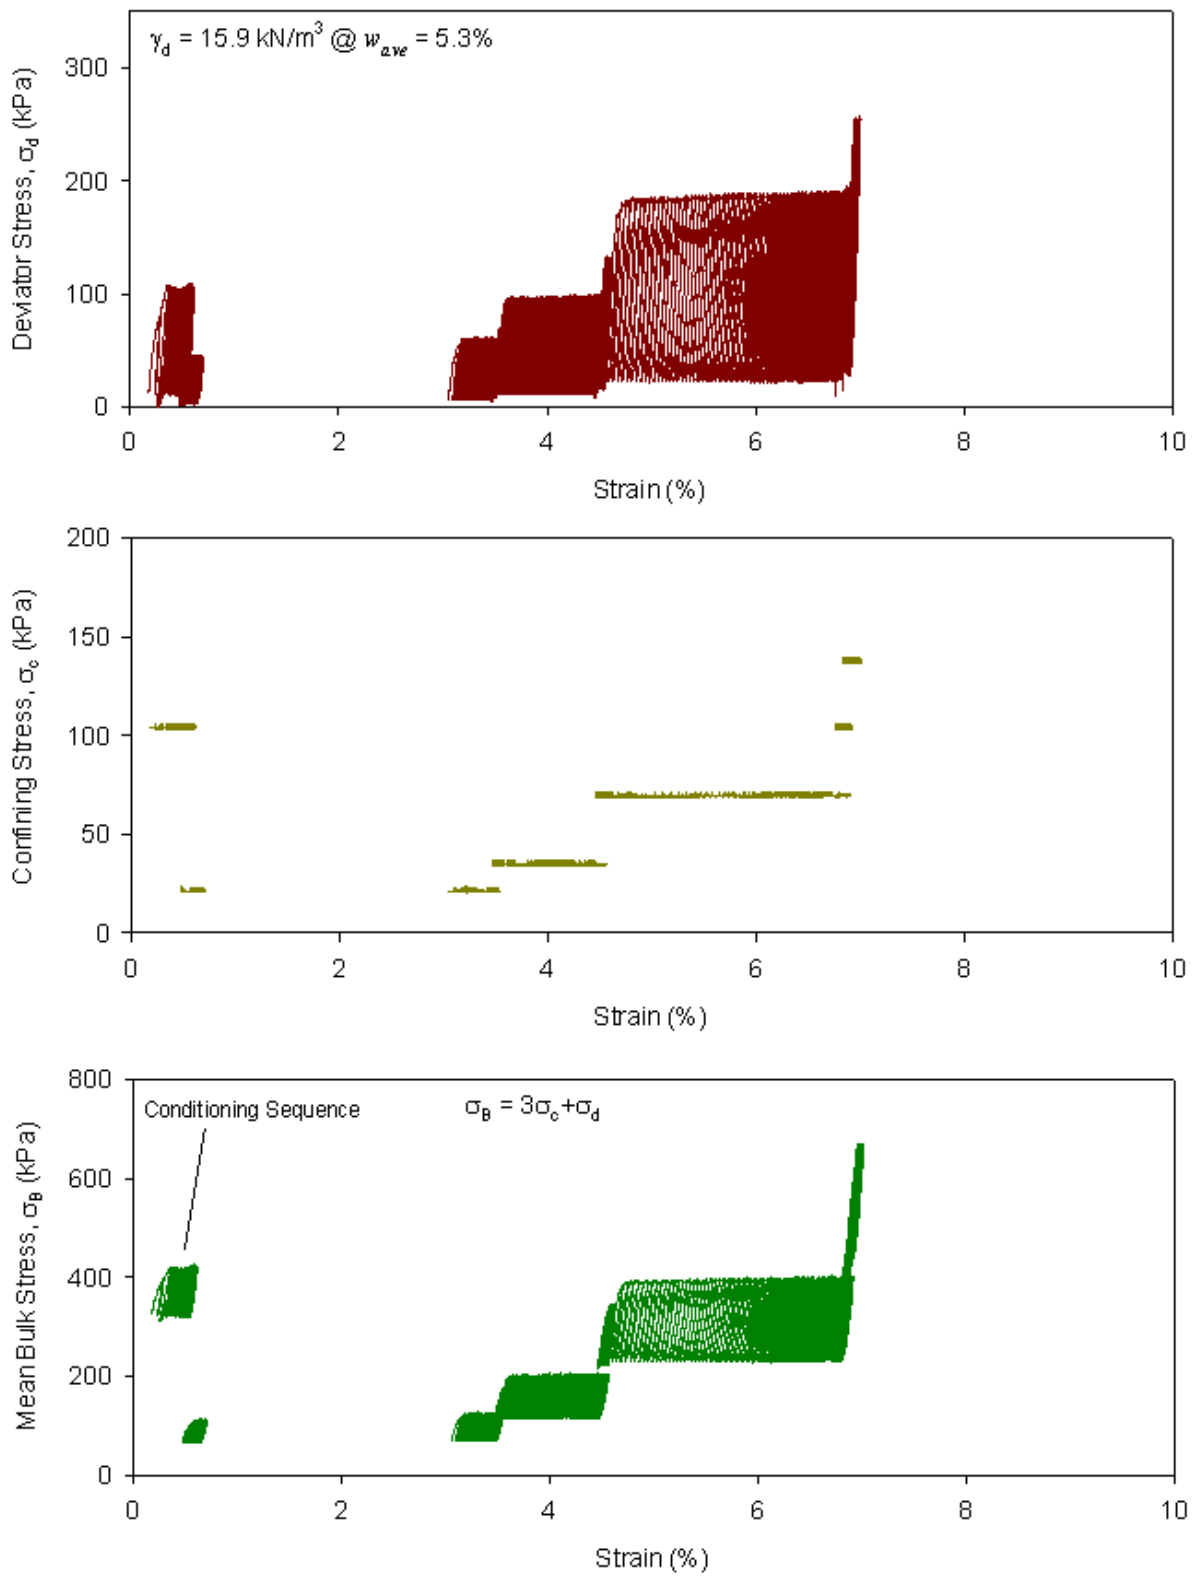 γd = 15.9 kN/m³ @ wave = 5.3%
Deviator Stress, σd (kPa)
300
200
100
0
0 2 4 6 8 10
Strain (%)
Confining Stress, σc (kPa)
200
150
100
50
0
0 2 4 6 8 10
Strain (%)
Mean Bulk Stress, σB (kPa)
800
Conditioning Sequence
σB = 3σc+σd
600
400
200
0
0 2 4 6 8 10
Strain (%)